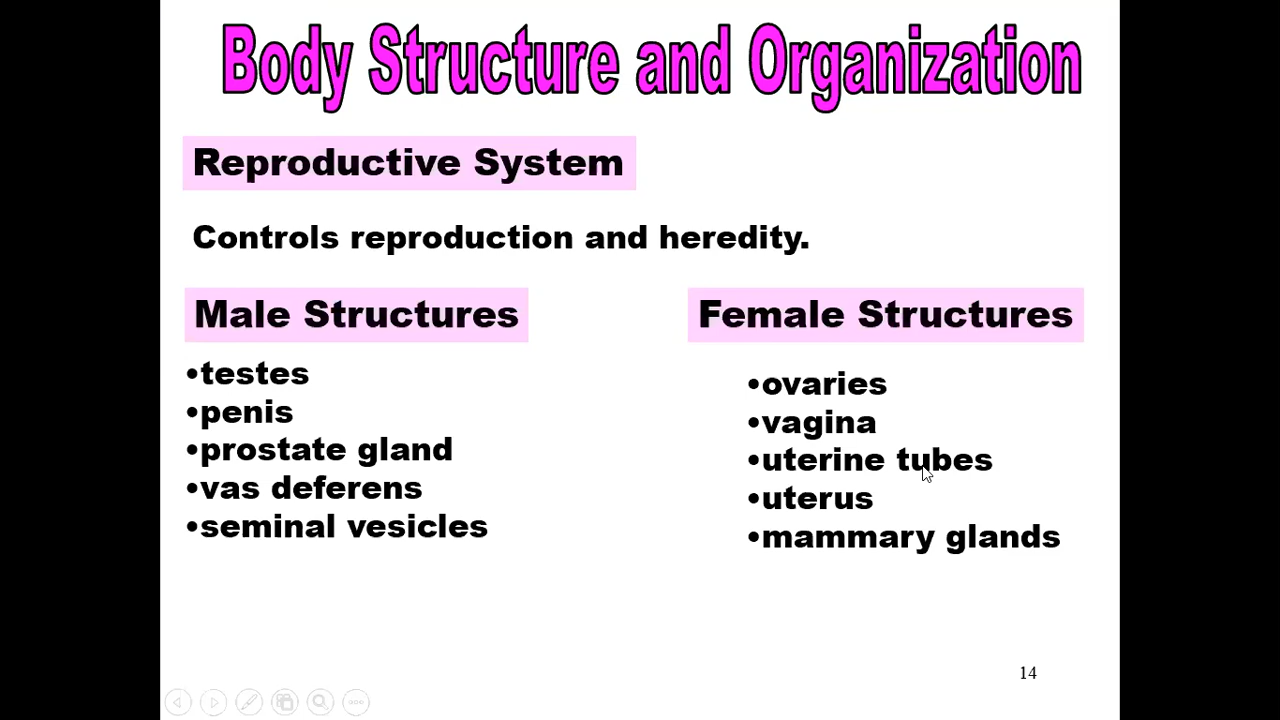 Body Structure and Organization
Reproductive System
Controls reproduction and heredity.
Male Structures
•testes
•penis
•prostate gland
•vas deferens
•seminal vesicles
Female Structures
•ovaries
•vagina
•uterine tubes
•uterus
•mammary glands
14